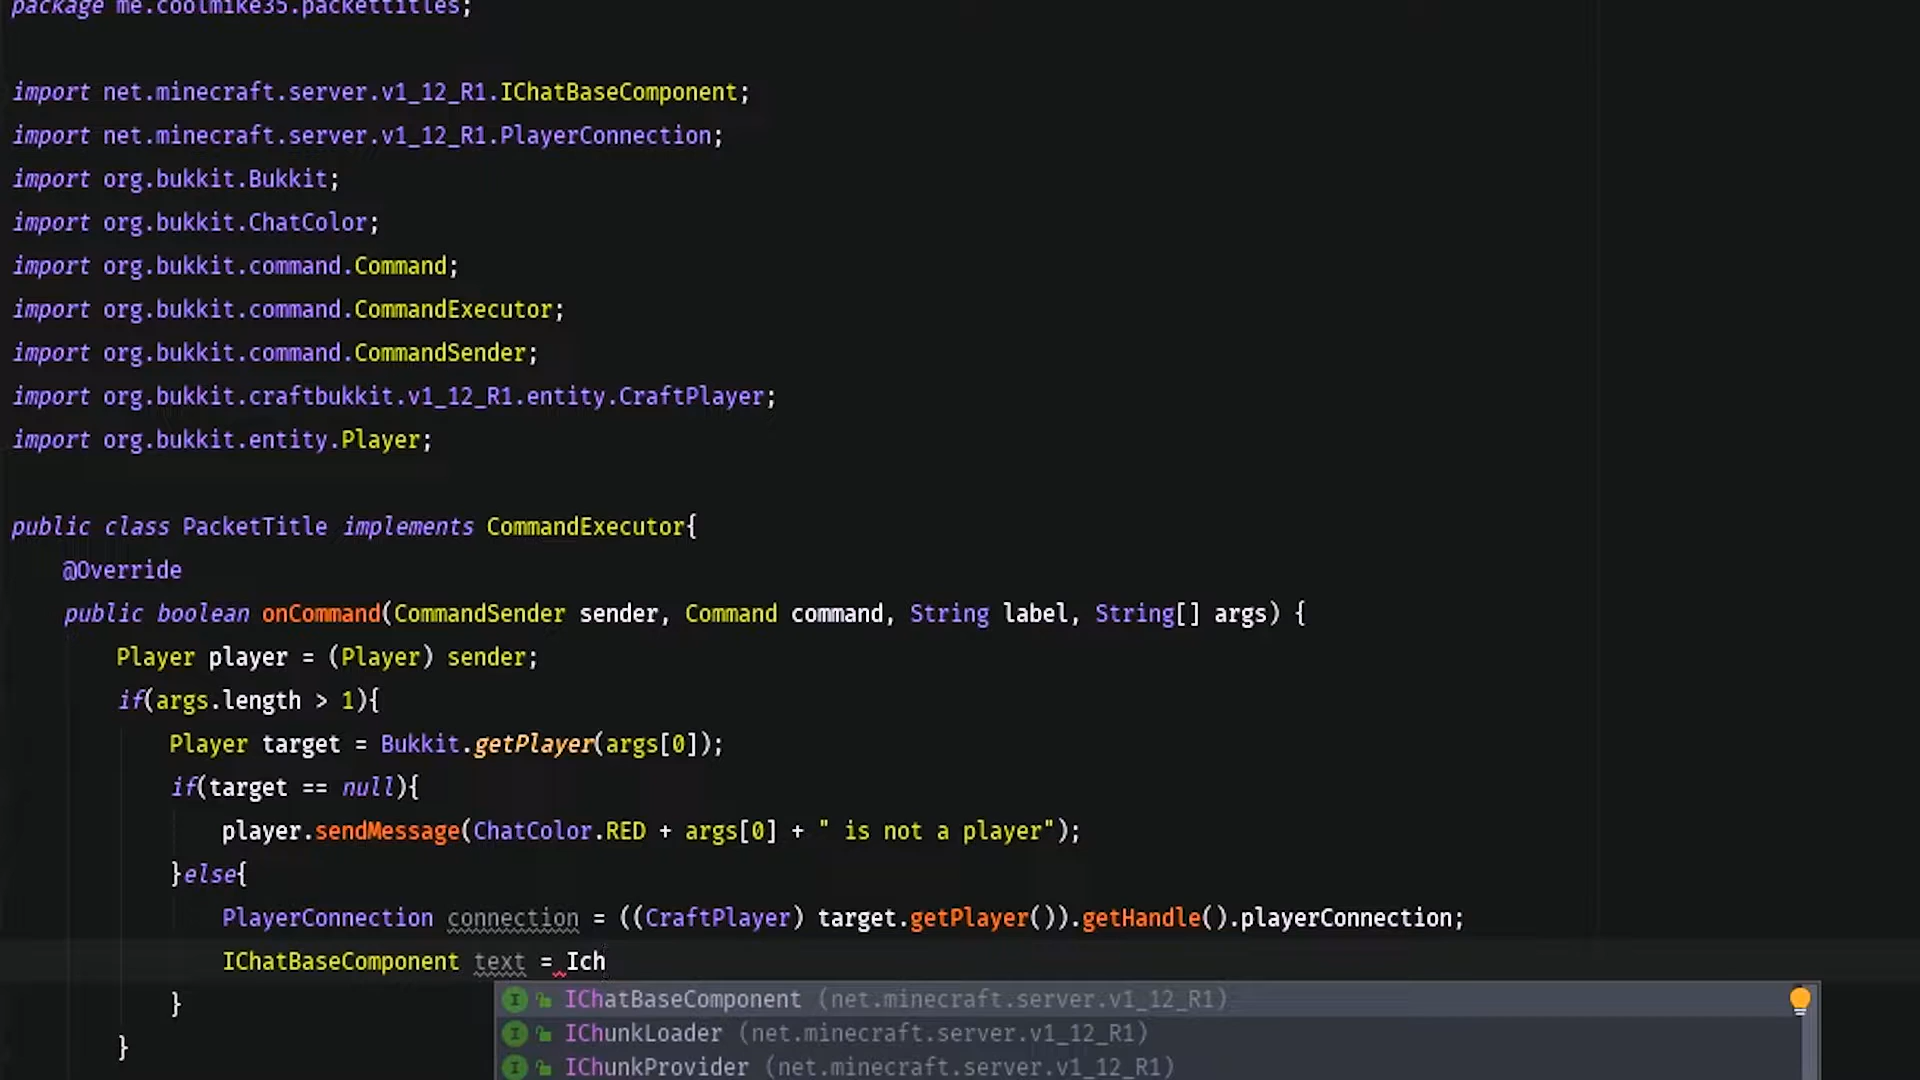 package me.coolmike35.packettitles;
import net.minecraft.server.v1_12_R1.IChatBaseComponent;
import net.minecraft.server.v1_12_R1.PlayerConnection;
import org.bukkit.Bukkit;
import org.bukkit.ChatColor;
import org.bukkit.command.Command;
import org.bukkit.command.CommandExecutor;
import org.bukkit.command.CommandSender;
import org.bukkit.craftbukkit.v1_12_R1.entity.CraftPlayer;
import org.bukkit.entity.Player;
public class PacketTitle implements CommandExecutor{
@Override
public boolean onCommand(CommandSender sender, Command command, String label, String[] args) {
Player player = (Player) sender;
if(args.length > 1){
Player target = Bukkit.getPlayer(args[0]);
if(target == null){
player.sendMessage(ChatColor.RED + args[0] + " is not a player");
}else{
PlayerConnection connection = ((CraftPlayer) target.getPlayer()).getHandle().playerConnection;
IChatBaseComponent text = Ich
}
IChatBaseComponent (net.minecraft.server.v1_12_R1)
IChunkLoader (net.minecraft.server.v1_12_R1)
}
IChunkProvider (net.minecraft.server.v1_12_R1)